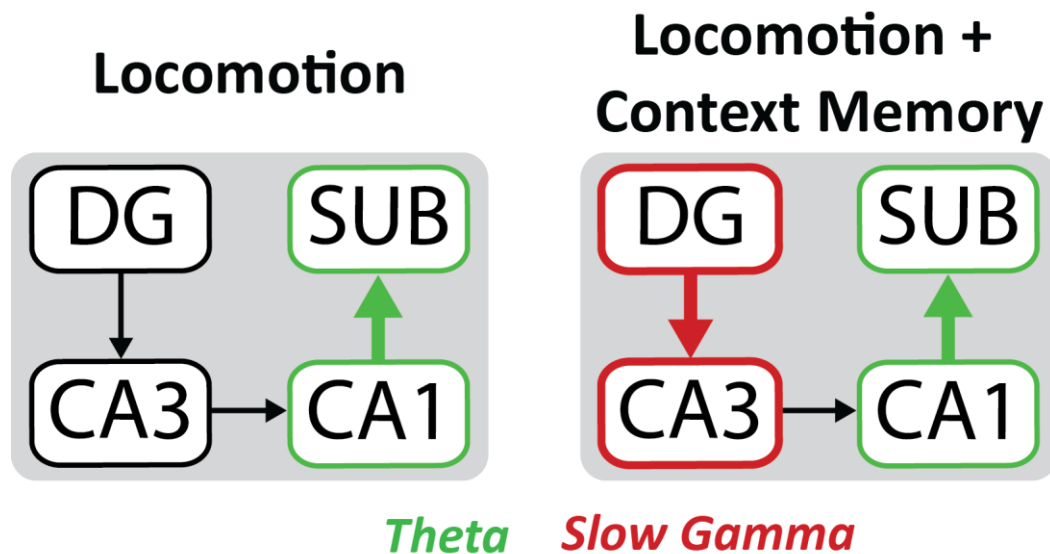 Locomotion
DG
SUB
CA3
CA1
Locomotion +
Context Memory
DG
SUB
CA3
CA1
Theta
Slow Gamma